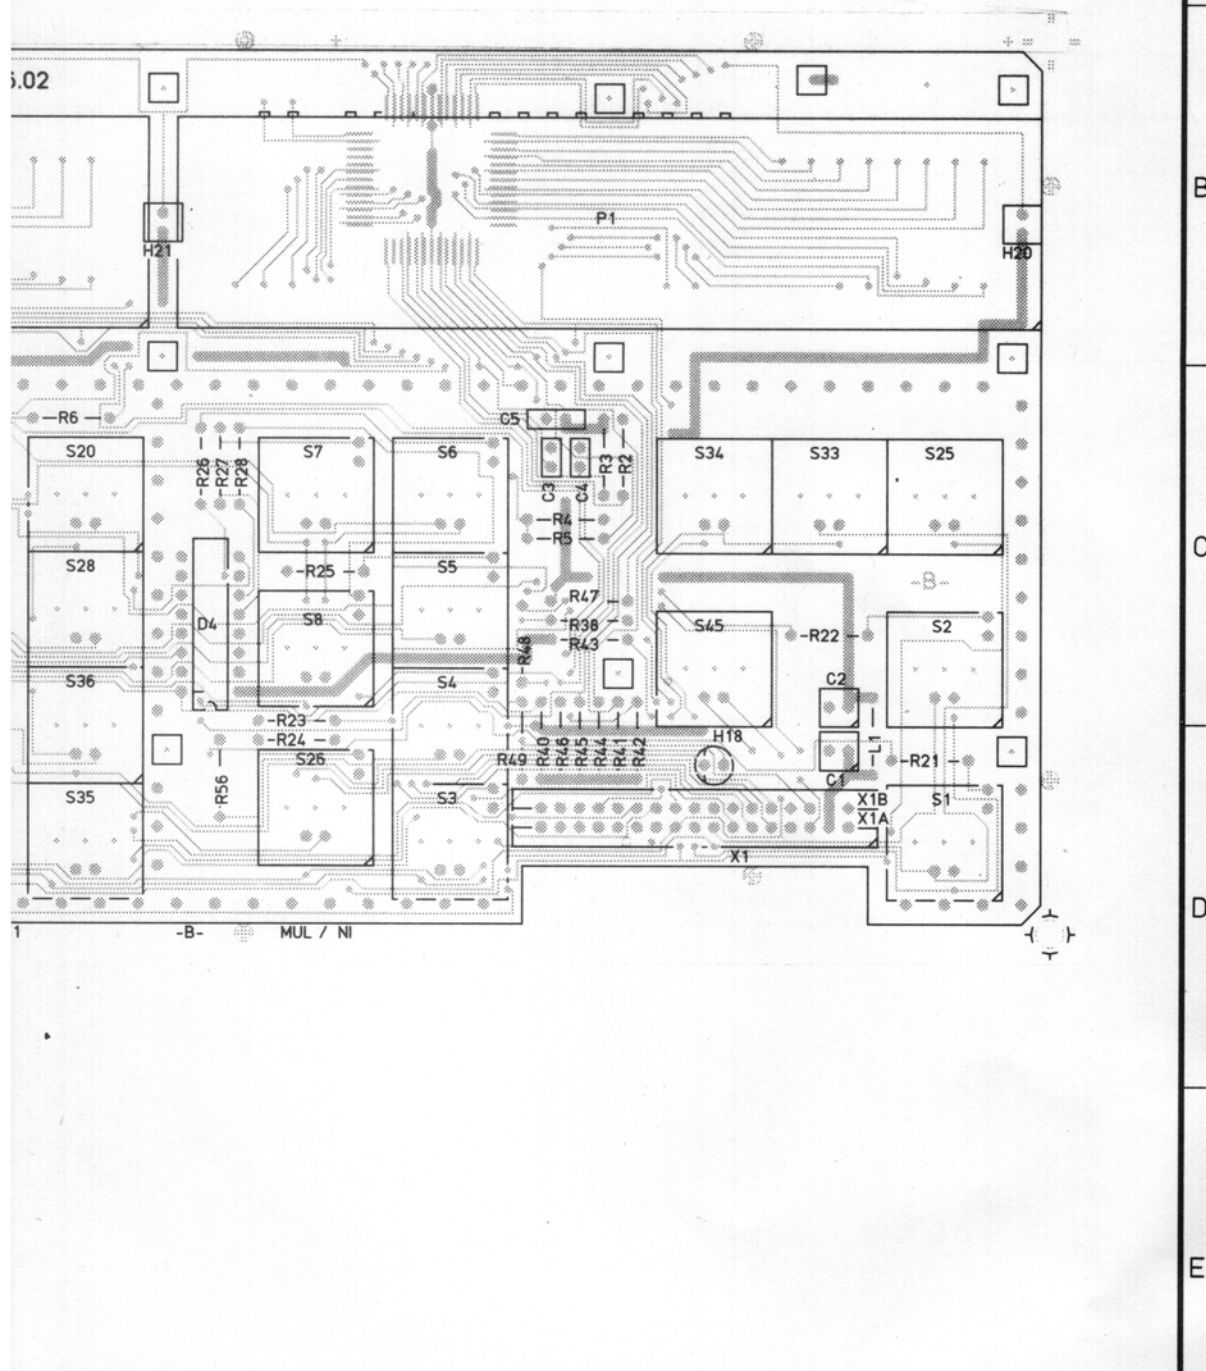 5.02
B
P1
H21
H20
R6
C5
S20
R26
R27
R28
S7
S6
C3
C4
R3
R2
S34
S33
S25
R4
R5
C
S28
R25
S5
-B-
R47
D4
S8
R48
R38
R43
S45
R22
S2
S36
S4
C2
R23
R24
R49
R40
R46
R45
R44
R41
R42
H18
L1
R21
S26
C1
S35
R56
S3
X1B
X1A
S1
X1
D
1
-B-
MUL / NI
E